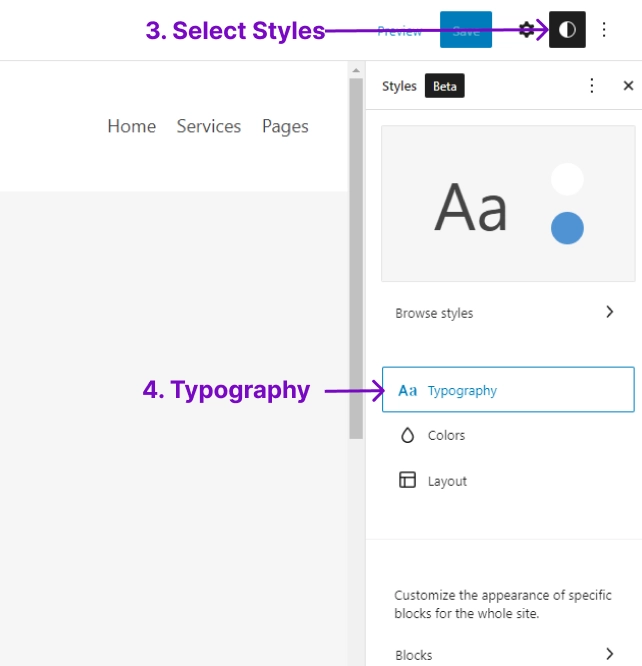 3. Select Styles
Preview
Save
Styles
Beta
Home Services Pages
Aa
Browse styles
4. Typography
Aa Typography
Colors
Layout
Customize the appearance of specific
blocks for the whole site.
Blocks